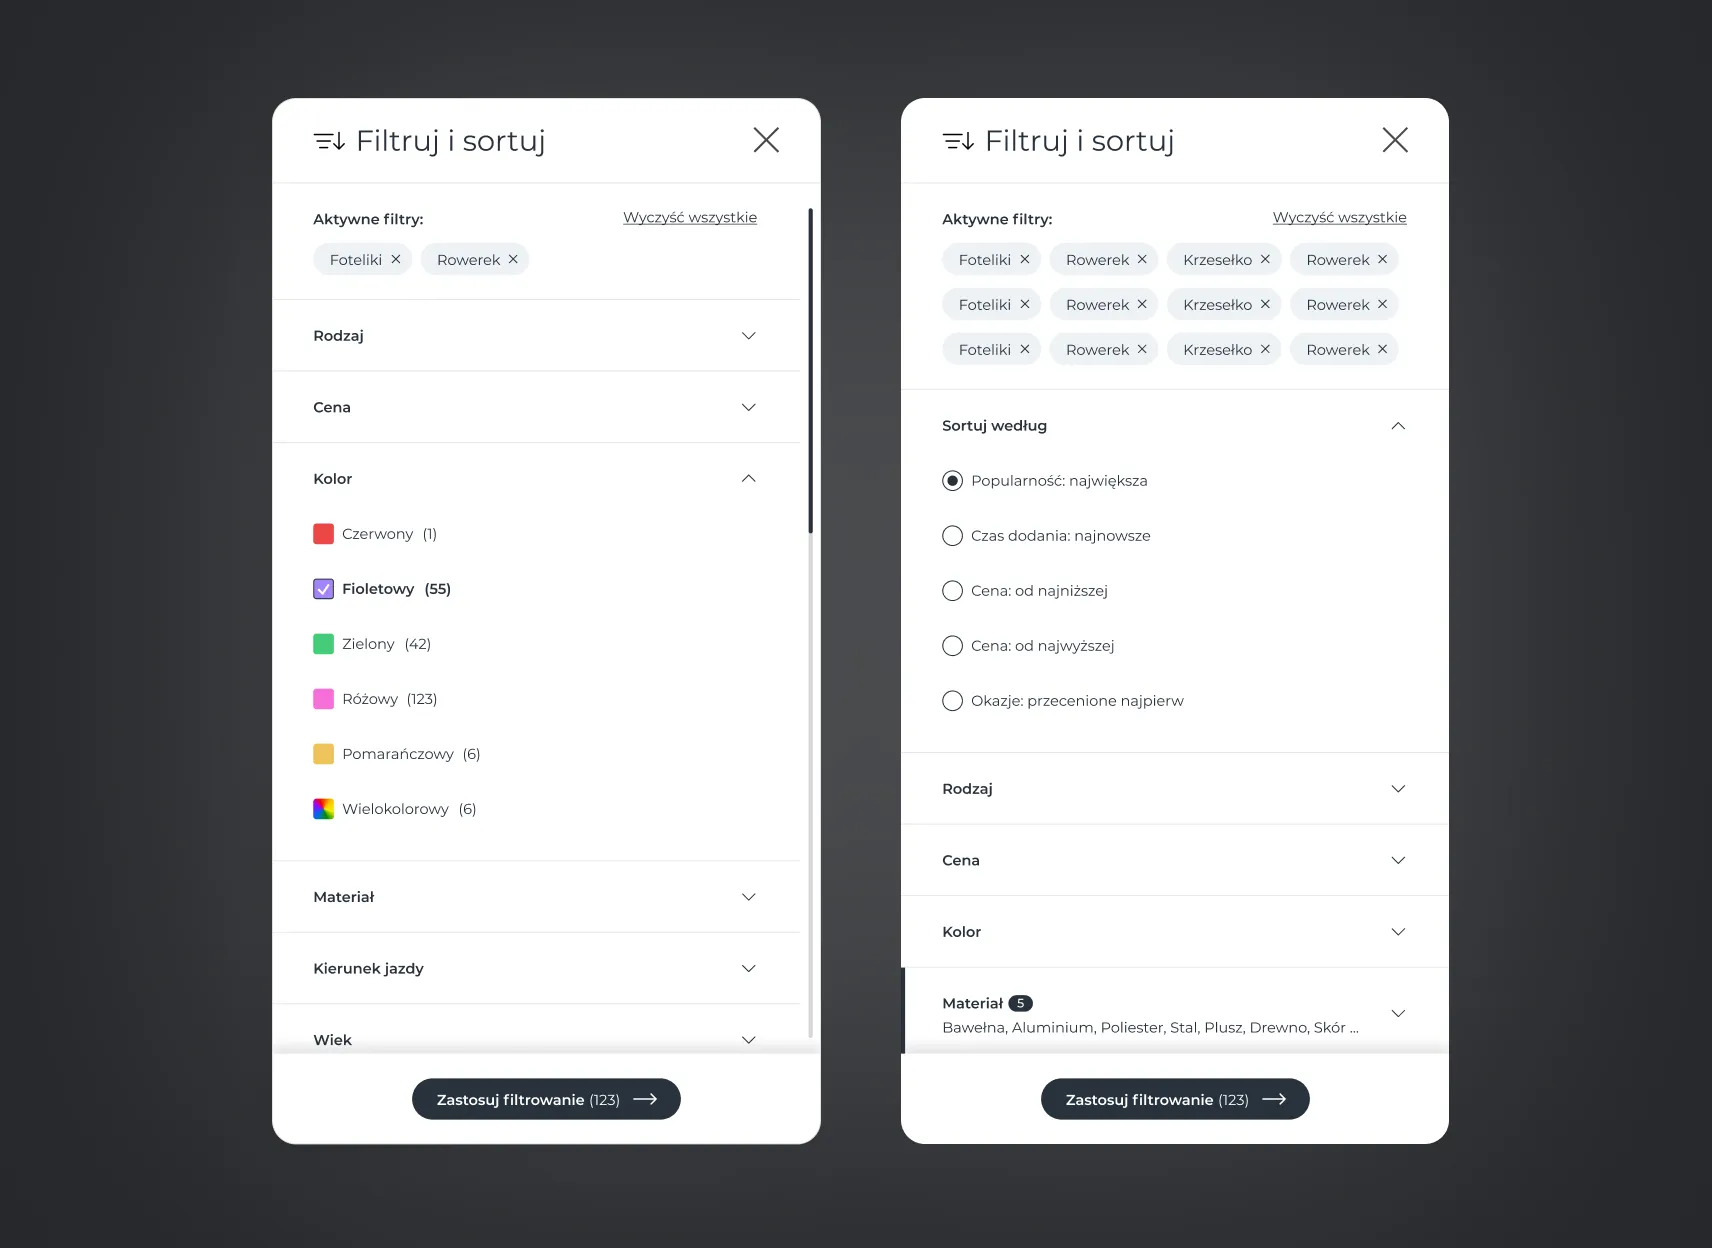 Filtruj i sortuj
Aktywne filtry: Wyczyść wszystkie
Foteliki Rowerek
Rodzaj
Cena
Kolor
Czerwony (1)
Fioletowy (55)
Zielony (42)
Różowy (123)
Pomarańczowy (6)
Wielokolorowy (6)
Materiał
Kierunek jazdy
Wiek
Zastosuj filtrowanie (123)
Filtruj i sortuj
Aktywne filtry: Wyczyść wszystkie
Foteliki Rowerek Krzesełko Rowerek
Foteliki Rowerek Krzesełko Rowerek
Foteliki Rowerek Krzesełko Rowerek
Sortuj według
Popularność: największa
Czas dodania: najnowsze
Cena: od najniższej
Cena: od najwyższej
Okazje: przecenione najpierw
Rodzaj
Cena
Kolor
Materiał 5
Bawełna, Aluminium, Poliester, Stal, Plusz, Drewno, Skór ...
Zastosuj filtrowanie (123)